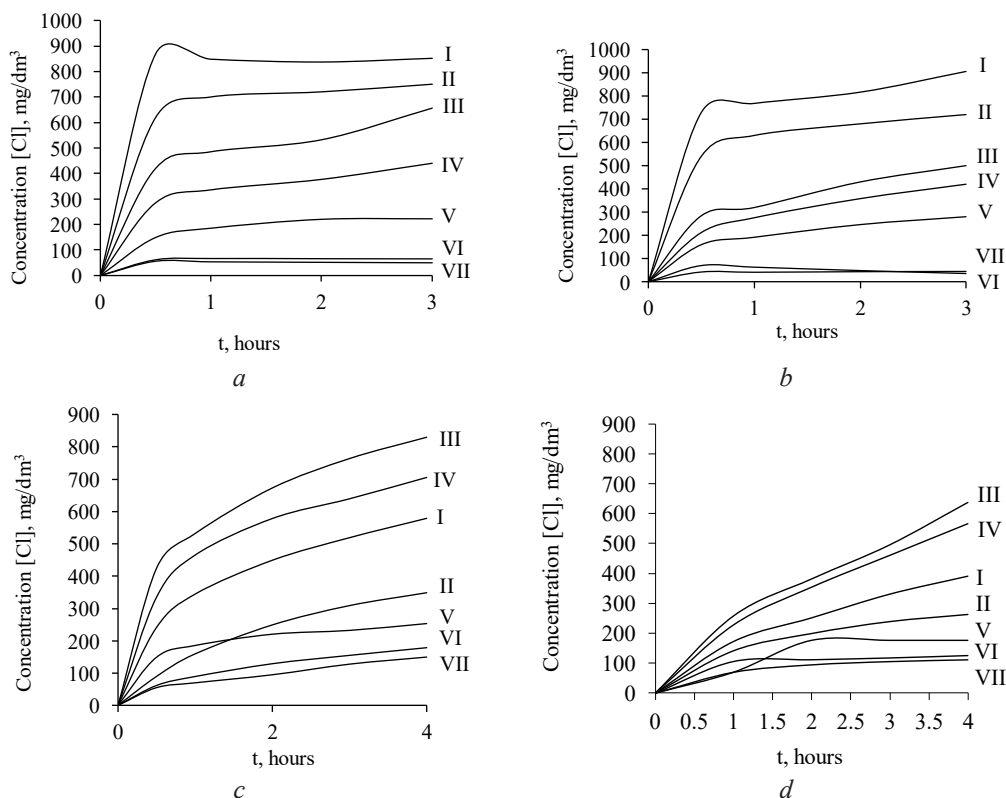 Concentration [Cl], mg/dm³
1000
900
800
700
600
500
400
300
200
100
0
0
1
2
3
t, hours
I
II
III
IV
V
VI
VII
a
Concentration [Cl], mg/dm³
1000
900
800
700
600
500
400
300
200
100
0
0
1
2
3
t, hours
I
II
III
IV
V
VII
VI
b
Concentration [Cl], mg/dm³
900
800
700
600
500
400
300
200
100
0
0
2
4
t, hours
III
IV
I
II
V
VI
VII
c
Concentration [Cl], mg/dm³
900
800
700
600
500
400
300
200
100
0
0
0.5
1
1.5
2
2.5
3
3.5
4
t, hours
III
IV
I
II
V
VI
VII
d